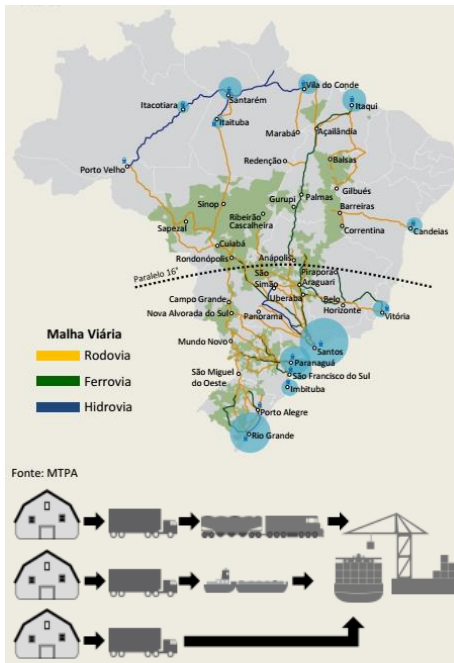 Vila do Conde
Santarém
Itaqui
Itacotiara
Itaituba
Marabá
Açailândia
Redenção
Balsas
Porto Velho
Gilbués
Palmas
Gurupi
Sinop
Ribeirão
Cascalheira
Barreiras
Sapezal
Correntina
Candeias
Cuiabá
Rondonópolis
Anápolis
Paralelo 16°
São
Simão
Pirapora
Araguari
Uberaba
Campo Grande
Belo
Horizonte
Vitória
Nova Alvorada do Sul
Panorama
Malha Viária
Rodovia
Ferrovia
Hidrovia
Mundo Novo
Santos
Paranaguá
São Miguel
do Oeste
São Francisco do Sul
Imbituba
Porto Alegre
Rio Grande
Fonte: MTPA